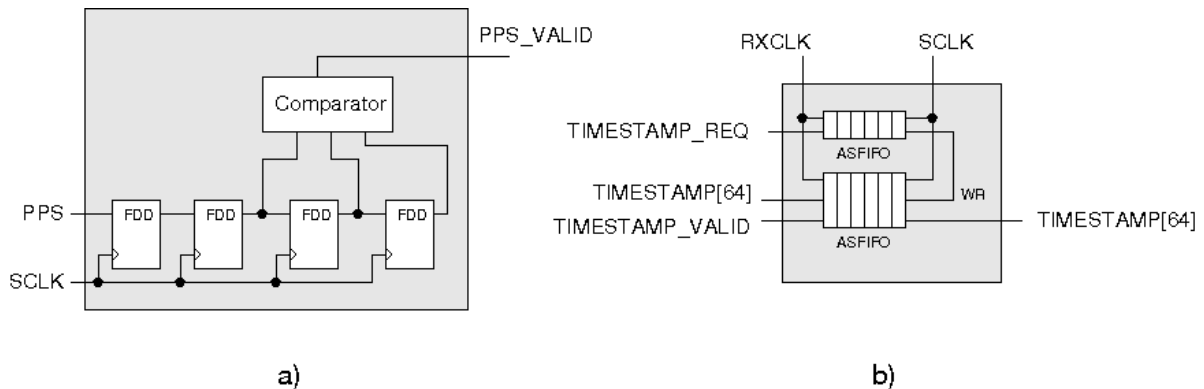 PPS_VALID
Comparator
PPS
FDD FDD FDD FDD
SCLK
a)
RXCLK SCLK
TIMESTAMP_REQ
ASFIFO
TIMESTAMP[64]
WR
TIMESTAMP_VALID
TIMESTAMP[64]
ASFIFO
b)